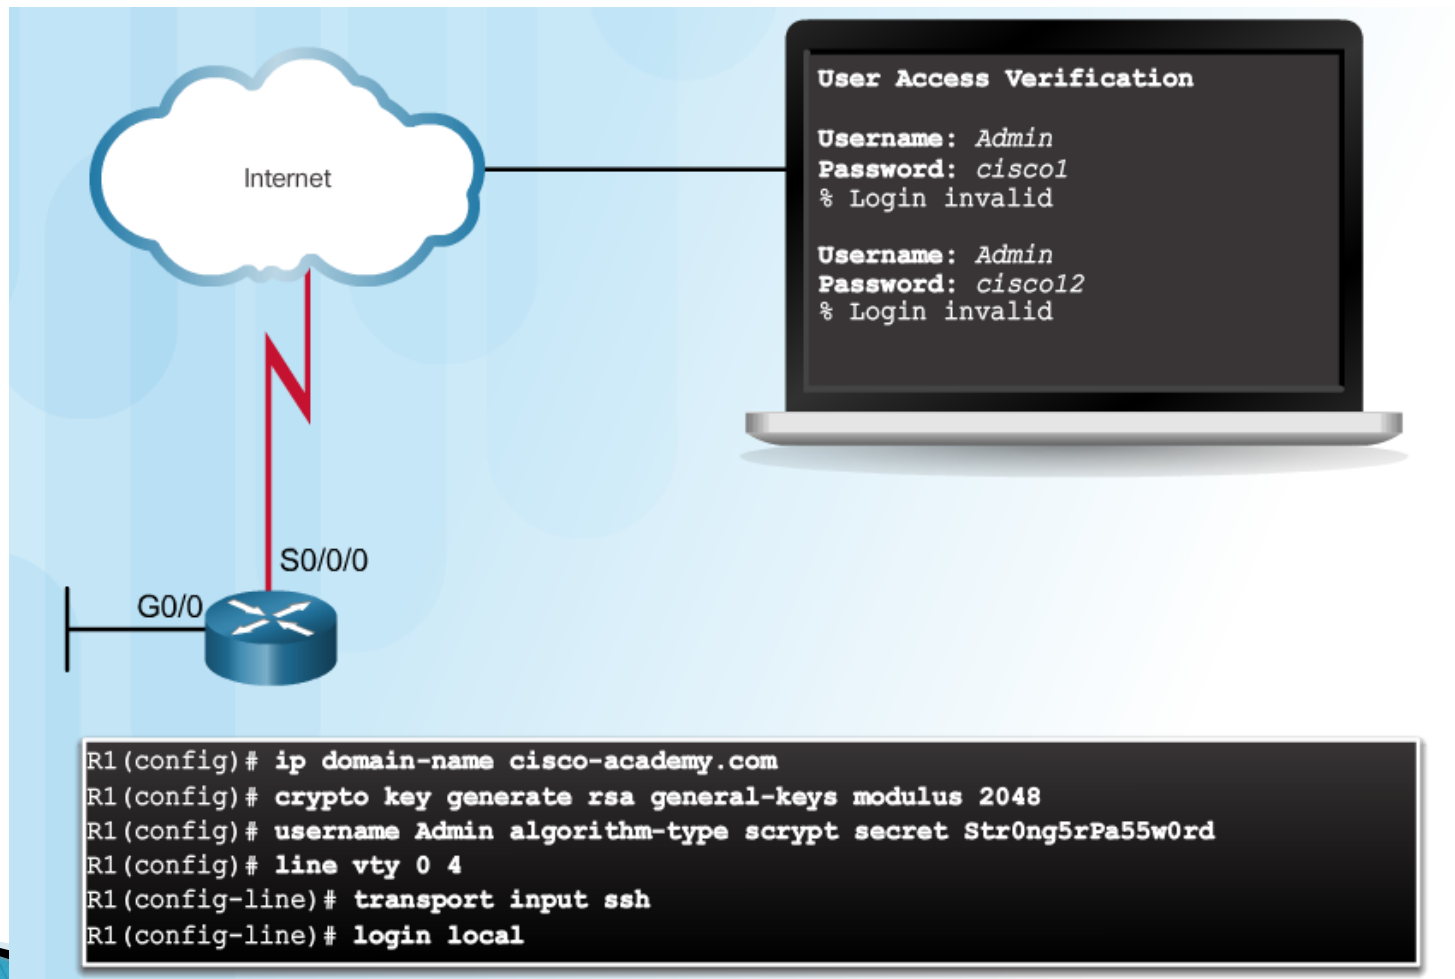 Internet
User Access Verification
Username: Admin
Password: cisco1
% Login invalid
Username: Admin
Password: cisco12
% Login invalid
S0/0/0
G0/0
R1(config)# ip domain-name cisco-academy.com
R1(config)# crypto key generate rsa general-keys modulus 2048
R1(config)# username Admin algorithm-type scrypt secret Str0ng5rPa55w0rd
R1(config)# line vty 0 4
R1(config-line)# transport input ssh
R1(config-line)# login local